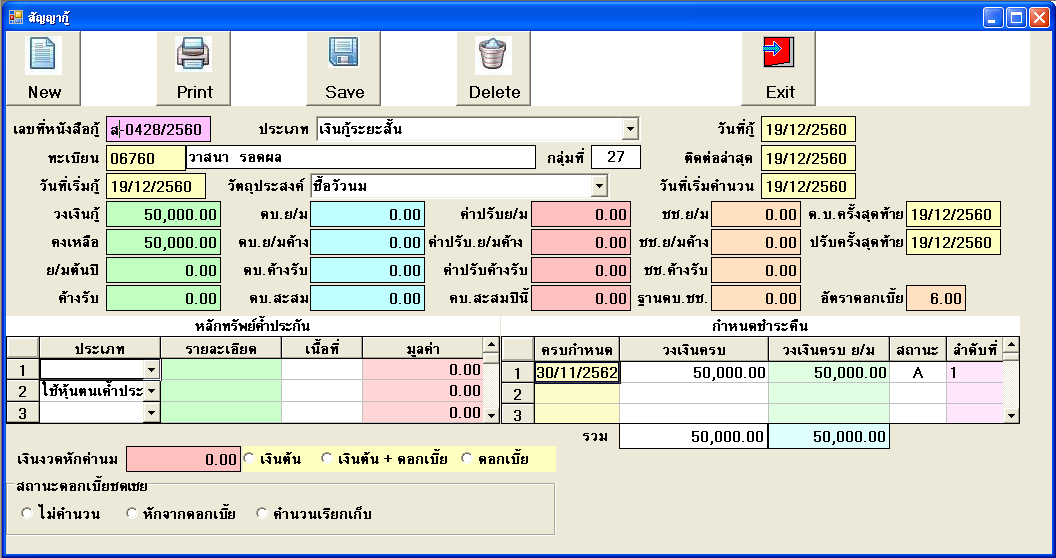 สัญญากู้
New Print Save Delete Exit
เลขที่หนังสือกู้ ส-0428/2560 ประเภท เงินกู้ระยะสั้น วันที่กู้ 19/12/2560
ทะเบียน 06760 วาสนา รอดผล กลุ่มที่ 27 ติดต่อล่าสุด 19/12/2560
วันที่เริ่มกู้ 19/12/2560 วัตถุประสงค์ ซื้อวัวนม วันที่เริ่มคำนวน 19/12/2560
วงเงินกู้ 50,000.00 ดบ.ย/ม 0.00 ค่าปรับย/ม 0.00 ชช.ย/ม 0.00 ด.บ.ครั้งสุดท้าย 19/12/2560
คงเหลือ 50,000.00 ดบ.ย/มค้าง 0.00 ค่าปรับ.ย/มค้าง 0.00 ชช.ย/มค้าง 0.00 ปรับครั้งสุดท้าย 19/12/2560
ย/มต้นปี 0.00 ดบ.ค้างรับ 0.00 ค่าปรับค้างรับ 0.00 ชช.ค้างรับ 0.00
ค้างรับ 0.00 ดบ.สะสม 0.00 ดบ.สะสมปีนี้ 0.00 ฐานดบ.ชช. 0.00 อัตราดอกเบี้ย 6.00
หลักทรัพย์ค้ำประกัน
ประเภท รายละเอียด เนื้อที่ มูลค่า
1 0.00
2 ใช้หุ้นตนเค้าประ 0.00
3 0.00
กำหนดชำระคืน
ครบกำหนด วงเงินครบ วงเงินครบ ย/ม สถานะ ลำดับที่
1 30/11/2562 50,000.00 50,000.00 A 1
2
3
รวม 50,000.00 50,000.00
เงินงวดหักค่านม 0.00 เงินต้น เงินต้น + ดอกเบี้ย ดอกเบี้ย
สถานะดอกเบี้ยชดเชย
ไม่คำนวน หักจากดอกเบี้ย คำนวนเรียกเก็บ